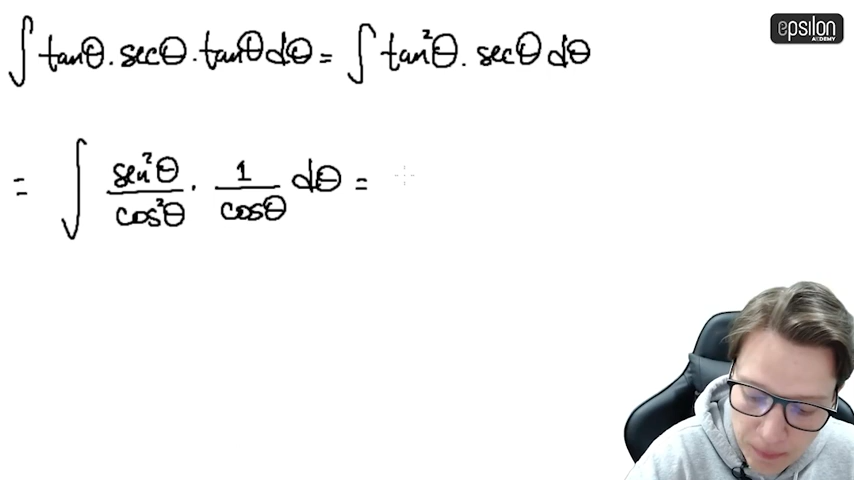 epsilon
ACADEMY
∫ tanθ . secθ . tanθ dθ = ∫ tan²θ . secθ dθ
= ∫ sen²θ/cos²θ . 1/cosθ dθ =